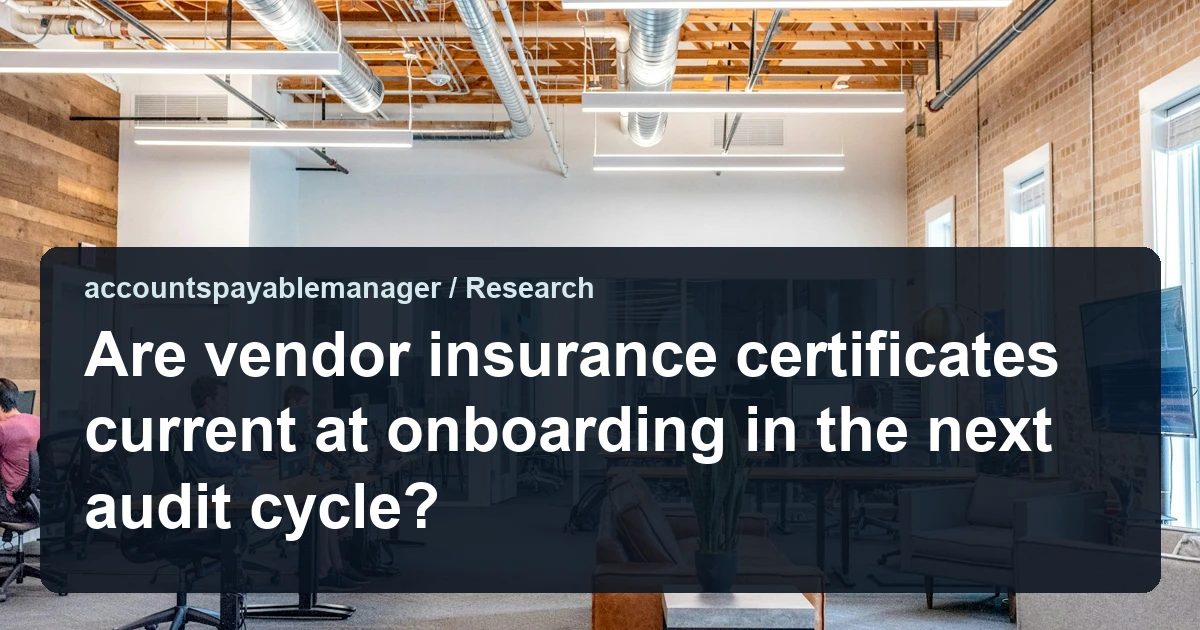 accountspayablemanager / Research
Are vendor insurance certificates
current at onboarding in the next
audit cycle?